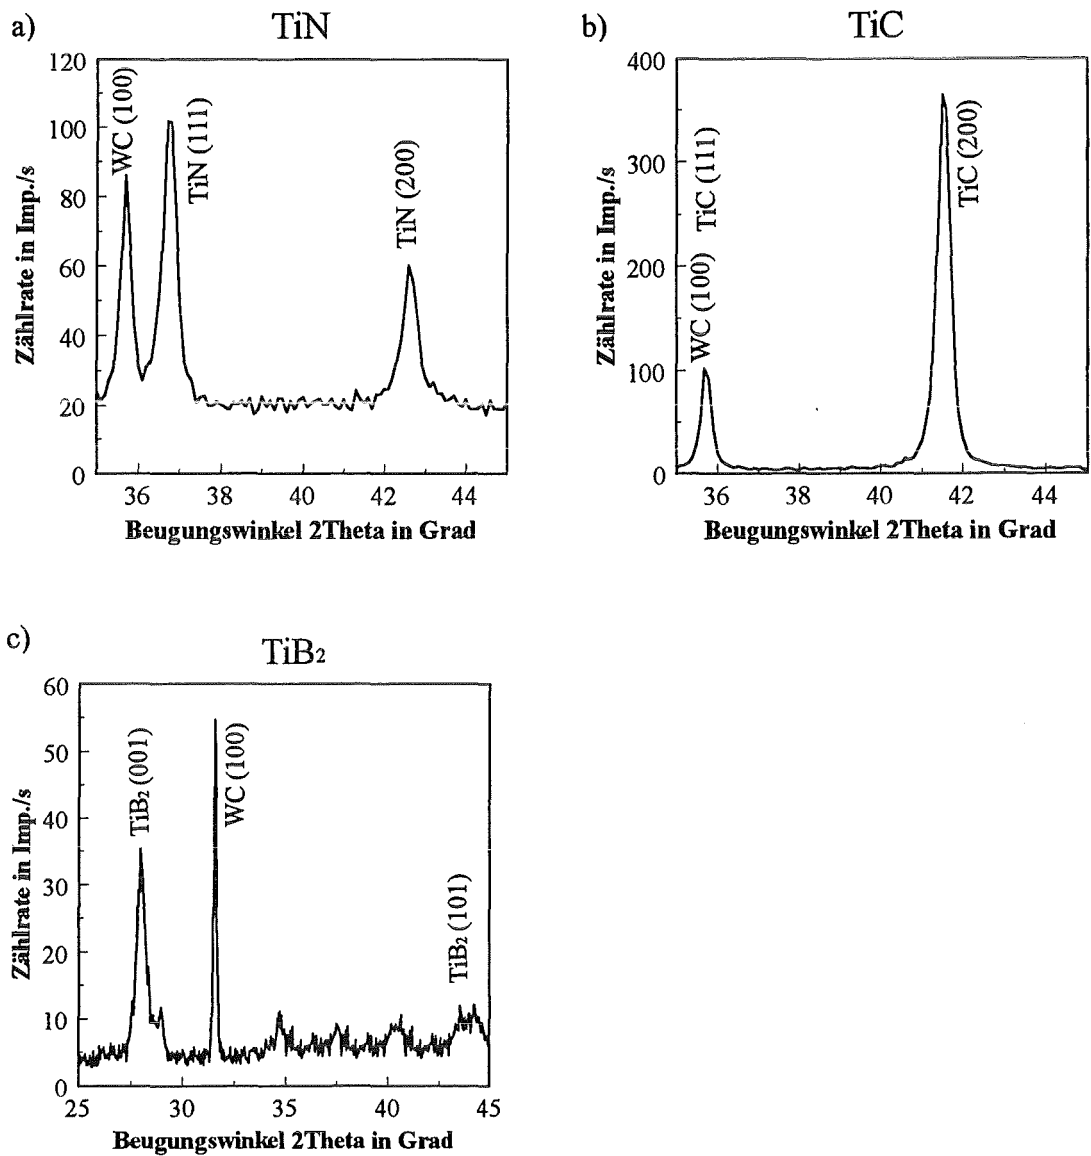 a)
TiN
120
100
80
60
40
20
0
Zählrate in Imp./s
WC (100)
TiN (111)
TiN (200)
36
38
40
42
44
Beugungswinkel 2Theta in Grad
b)
TiC
400
300
200
100
0
Zählrate in Imp./s
WC (100) TiC (111)
TiC (200)
36
38
40
42
44
Beugungswinkel 2Theta in Grad
c)
TiB₂
60
50
40
30
20
10
0
Zählrate in Imp./s
TiB₂ (001)
WC (100)
TiB₂ (101)
25
30
35
40
45
Beugungswinkel 2Theta in Grad